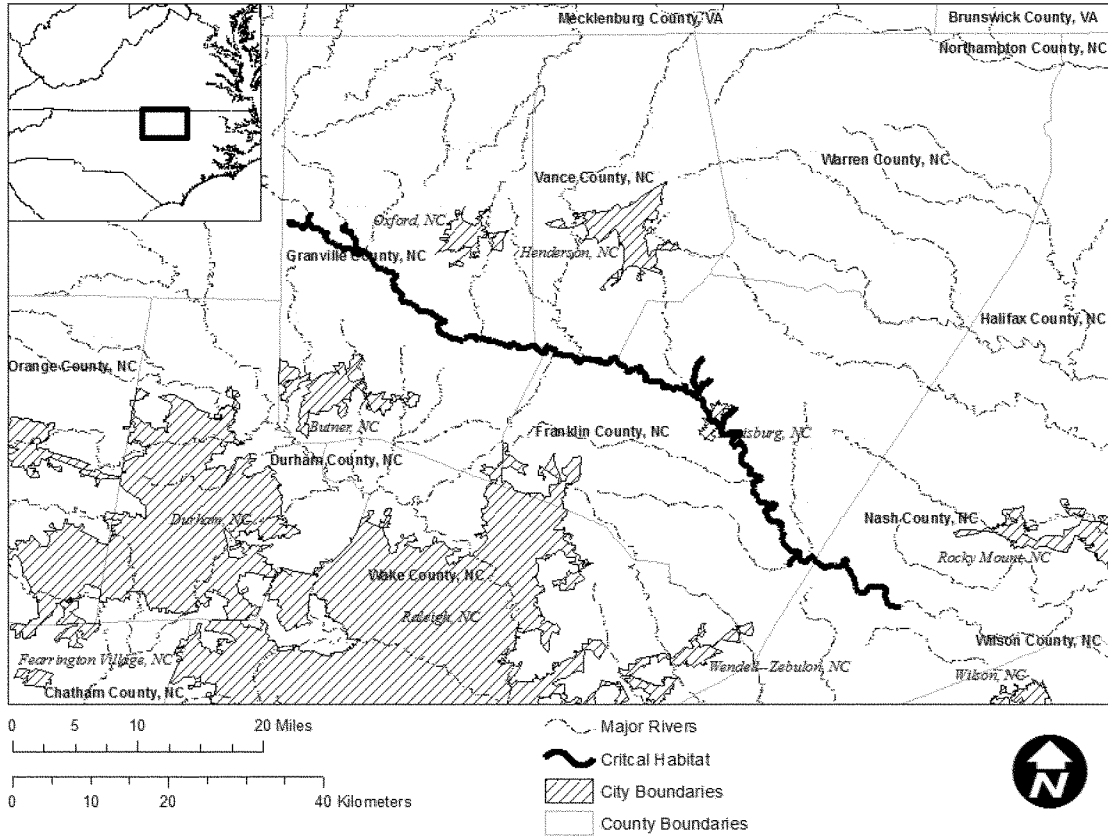 Mecklenburg County, VA
Brunswick County, VA
Northampton County, NC
Warren County, NC
Vance County, NC
Oxford, NC
Henderson, NC
Granville County, NC
Halifax County, NC
Orange County, NC
Butner, NC
Franklin County, NC
Durham County, NC
Durham, NC
Nash County, NC
Rocky Mount, NC
Wake County, NC
Raleigh, NC
Wilson County, NC
Fearrington Village, NC
Wendell--Zebulon, NC
Wilson, NC
Chatham County, NC
0 5 10 20 Miles
0 10 20 40 Kilometers
Major Rivers
Critcal Habitat
City Boundaries
County Boundaries
N